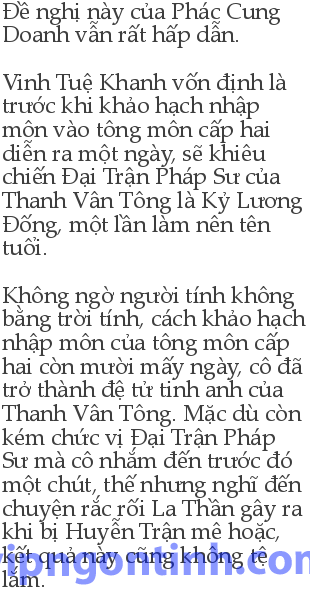 Đề nghị này của Phác Cung
Doanh vẫn rất hấp dẫn.
Vinh Tuệ Khanh vốn định là
trước khi khảo hạch nhập
môn vào tông môn cấp hai
diễn ra một ngày, sẽ khiêu
chiến Đại Trận Pháp Sư của
Thanh Vân Tông là Kỷ Lương
Đống, một lần làm nên tên
tuổi.
Không ngờ người tính không
bằng trời tính, cách khảo hạch
nhập môn của tông môn cấp
hai còn mười mấy ngày, cô đã
trở thành đệ tử tinh anh của
Thanh Vân Tông. Mặc dù còn
kém chức vị Đại Trận Pháp
Sư mà cô nhắm đến trước đó
một chút, thế nhưng nghĩ đến
chuyện rắc rối La Thần gây ra
khi bị Huyễn Trận mê hoặc,
kết quả này cũng không tệ
lắm.
vipngontinh.com